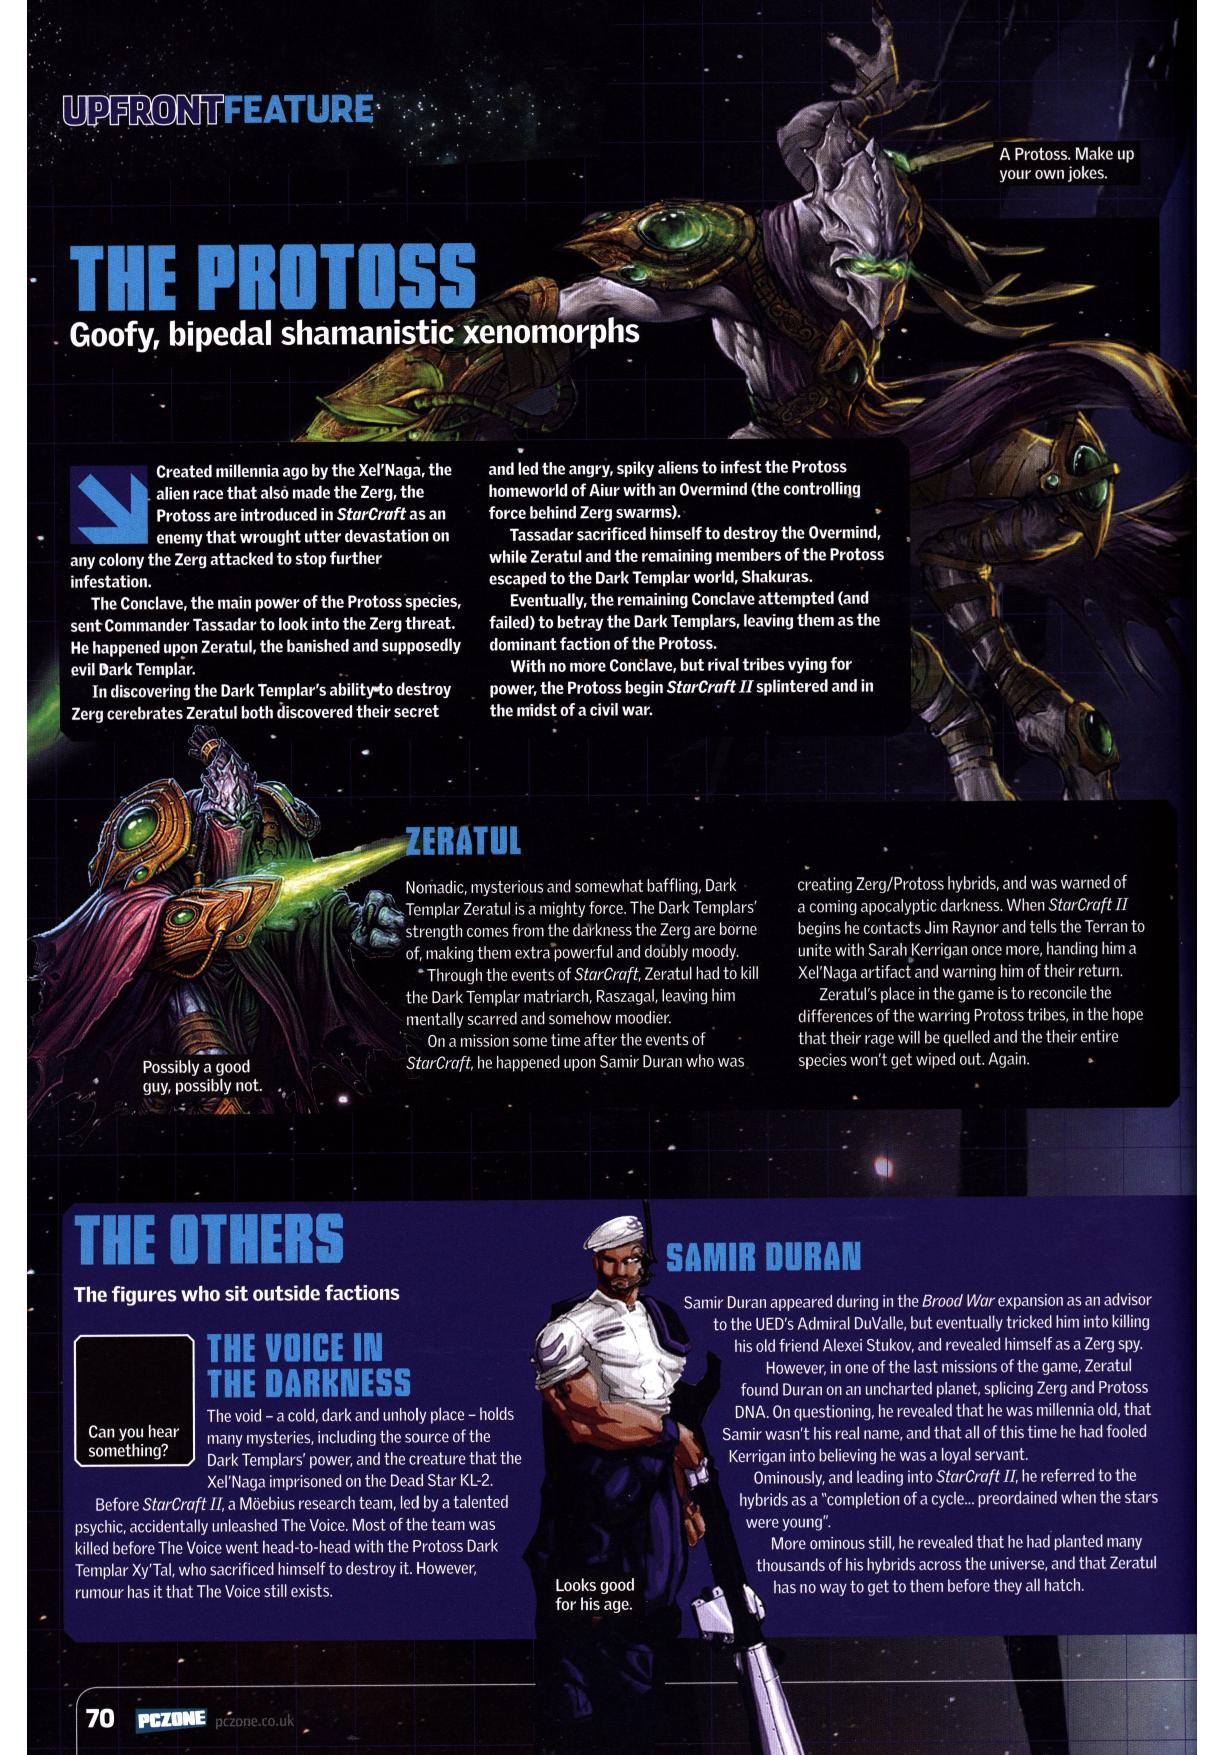 UPFRONTFEATURE
A Protoss. Make up
your own jokes.
THE PROTOSS
Goofy, bipedal shamanistic xenomorphs
Created millennia ago by the Xel'Naga, the
alien race that also made the Zerg, the
Protoss are introduced in StarCraft as an
enemy that wrought utter devastation on
any colony the Zerg attacked to stop further
infestation.
The Conclave, the main power of the Protoss species,
sent Commander Tassadar to look into the Zerg threat.
He happened upon Zeratul, the banished and supposedly
evil Dark Templar.
In discovering the Dark Templar's ability to destroy
Zerg cerebrates Zeratul both discovered their secret
and led the angry, spiky aliens to infest the Protoss
homeworld of Aiur with an Overmind (the controlling
force behind Zerg swarms).
Tassadar sacrificed himself to destroy the Overmind,
while Zeratul and the remaining members of the Protoss
escaped to the Dark Templar world, Shakuras.
Eventually, the remaining Conclave attempted (and
failed) to betray the Dark Templars, leaving them as the
dominant faction of the Protoss.
With no more Conclave, but rival tribes vying for
power, the Protoss begin StarCraft II splintered and in
the midst of a civil war.
Possibly a good
guy, possibly not.
ZERATUL
Nomadic, mysterious and somewhat baffling, Dark
Templar Zeratul is a mighty force. The Dark Templars'
strength comes from the darkness the Zerg are borne
of, making them extra powerful and doubly moody.
Through the events of StarCraft, Zeratul had to kill
the Dark Templar matriarch, Raszagal, leaving him
mentally scarred and somehow moodier.
On a mission some time after the events of
StarCraft, he happened upon Samir Duran who was
creating Zerg/Protoss hybrids, and was warned of
a coming apocalyptic darkness. When StarCraft II
begins he contacts Jim Raynor and tells the Terran to
unite with Sarah Kerrigan once more, handing him a
Xel'Naga artifact and warning him of their return.
Zeratul's place in the game is to reconcile the
differences of the warring Protoss tribes, in the hope
that their rage will be quelled and the their entire
species won't get wiped out. Again.
THE OTHERS
The figures who sit outside factions
Can you hear
something?
THE VOICE IN
THE DARKNESS
The void – a cold, dark and unholy place – holds
many mysteries, including the source of the
Dark Templars' power, and the creature that the
Xel'Naga imprisoned on the Dead Star KL-2.
Before StarCraft II, a Möebius research team, led by a talented
psychic, accidentally unleashed The Voice. Most of the team was
killed before The Voice went head-to-head with the Protoss Dark
Templar Xy'Tal, who sacrificed himself to destroy it. However,
rumour has it that The Voice still exists.
Looks good
for his age.
SAMIR DURAN
Samir Duran appeared during in the Brood War expansion as an advisor
to the UED's Admiral DuValle, but eventually tricked him into killing
his old friend Alexei Stukov, and revealed himself as a Zerg spy.
However, in one of the last missions of the game, Zeratul
found Duran on an uncharted planet, splicing Zerg and Protoss
DNA. On questioning, he revealed that he was millennia old, that
Samir wasn't his real name, and that all of this time he had fooled
Kerrigan into believing he was a loyal servant.
Ominously, and leading into StarCraft II, he referred to the
hybrids as a "completion of a cycle... preordained when the stars
were young".
More ominous still, he revealed that he had planted many
thousands of his hybrids across the universe, and that Zeratul
has no way to get to them before they all hatch.
70 PCZONE pczone.co.uk